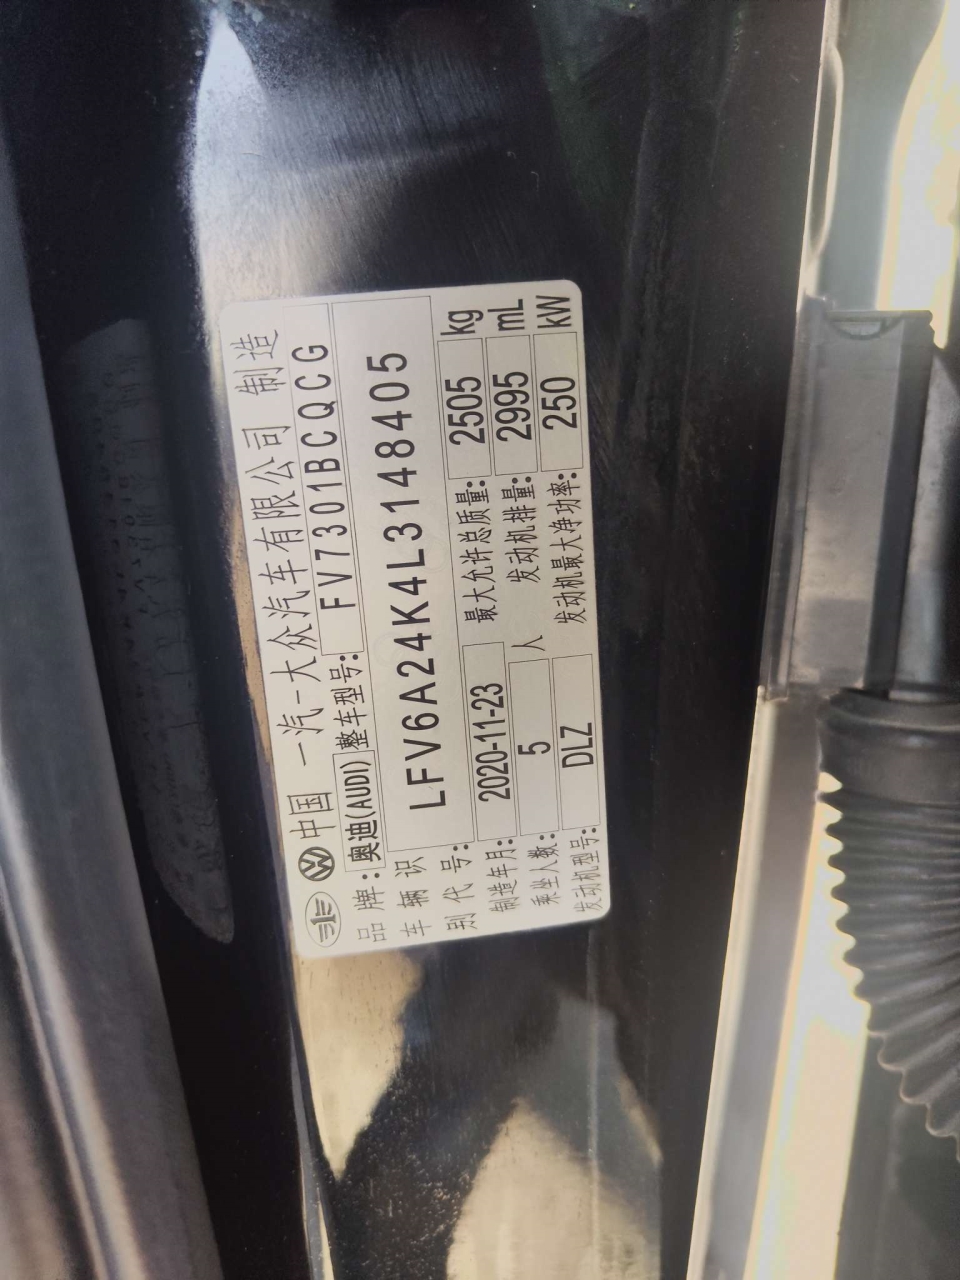 中国 一汽-大众汽车有限公司 制造
品牌: 奥迪(AUDI) 整车型号: FV7301BCQCG
车辆识别代号: LFV6A24K4L3148405
制造年月: 2020-11-23 最大允许总质量: 2505 kg
乘坐人数: 5 人 发动机排量: 2995 mL
发动机型号: DLZ 发动机最大净功率: 250 kW